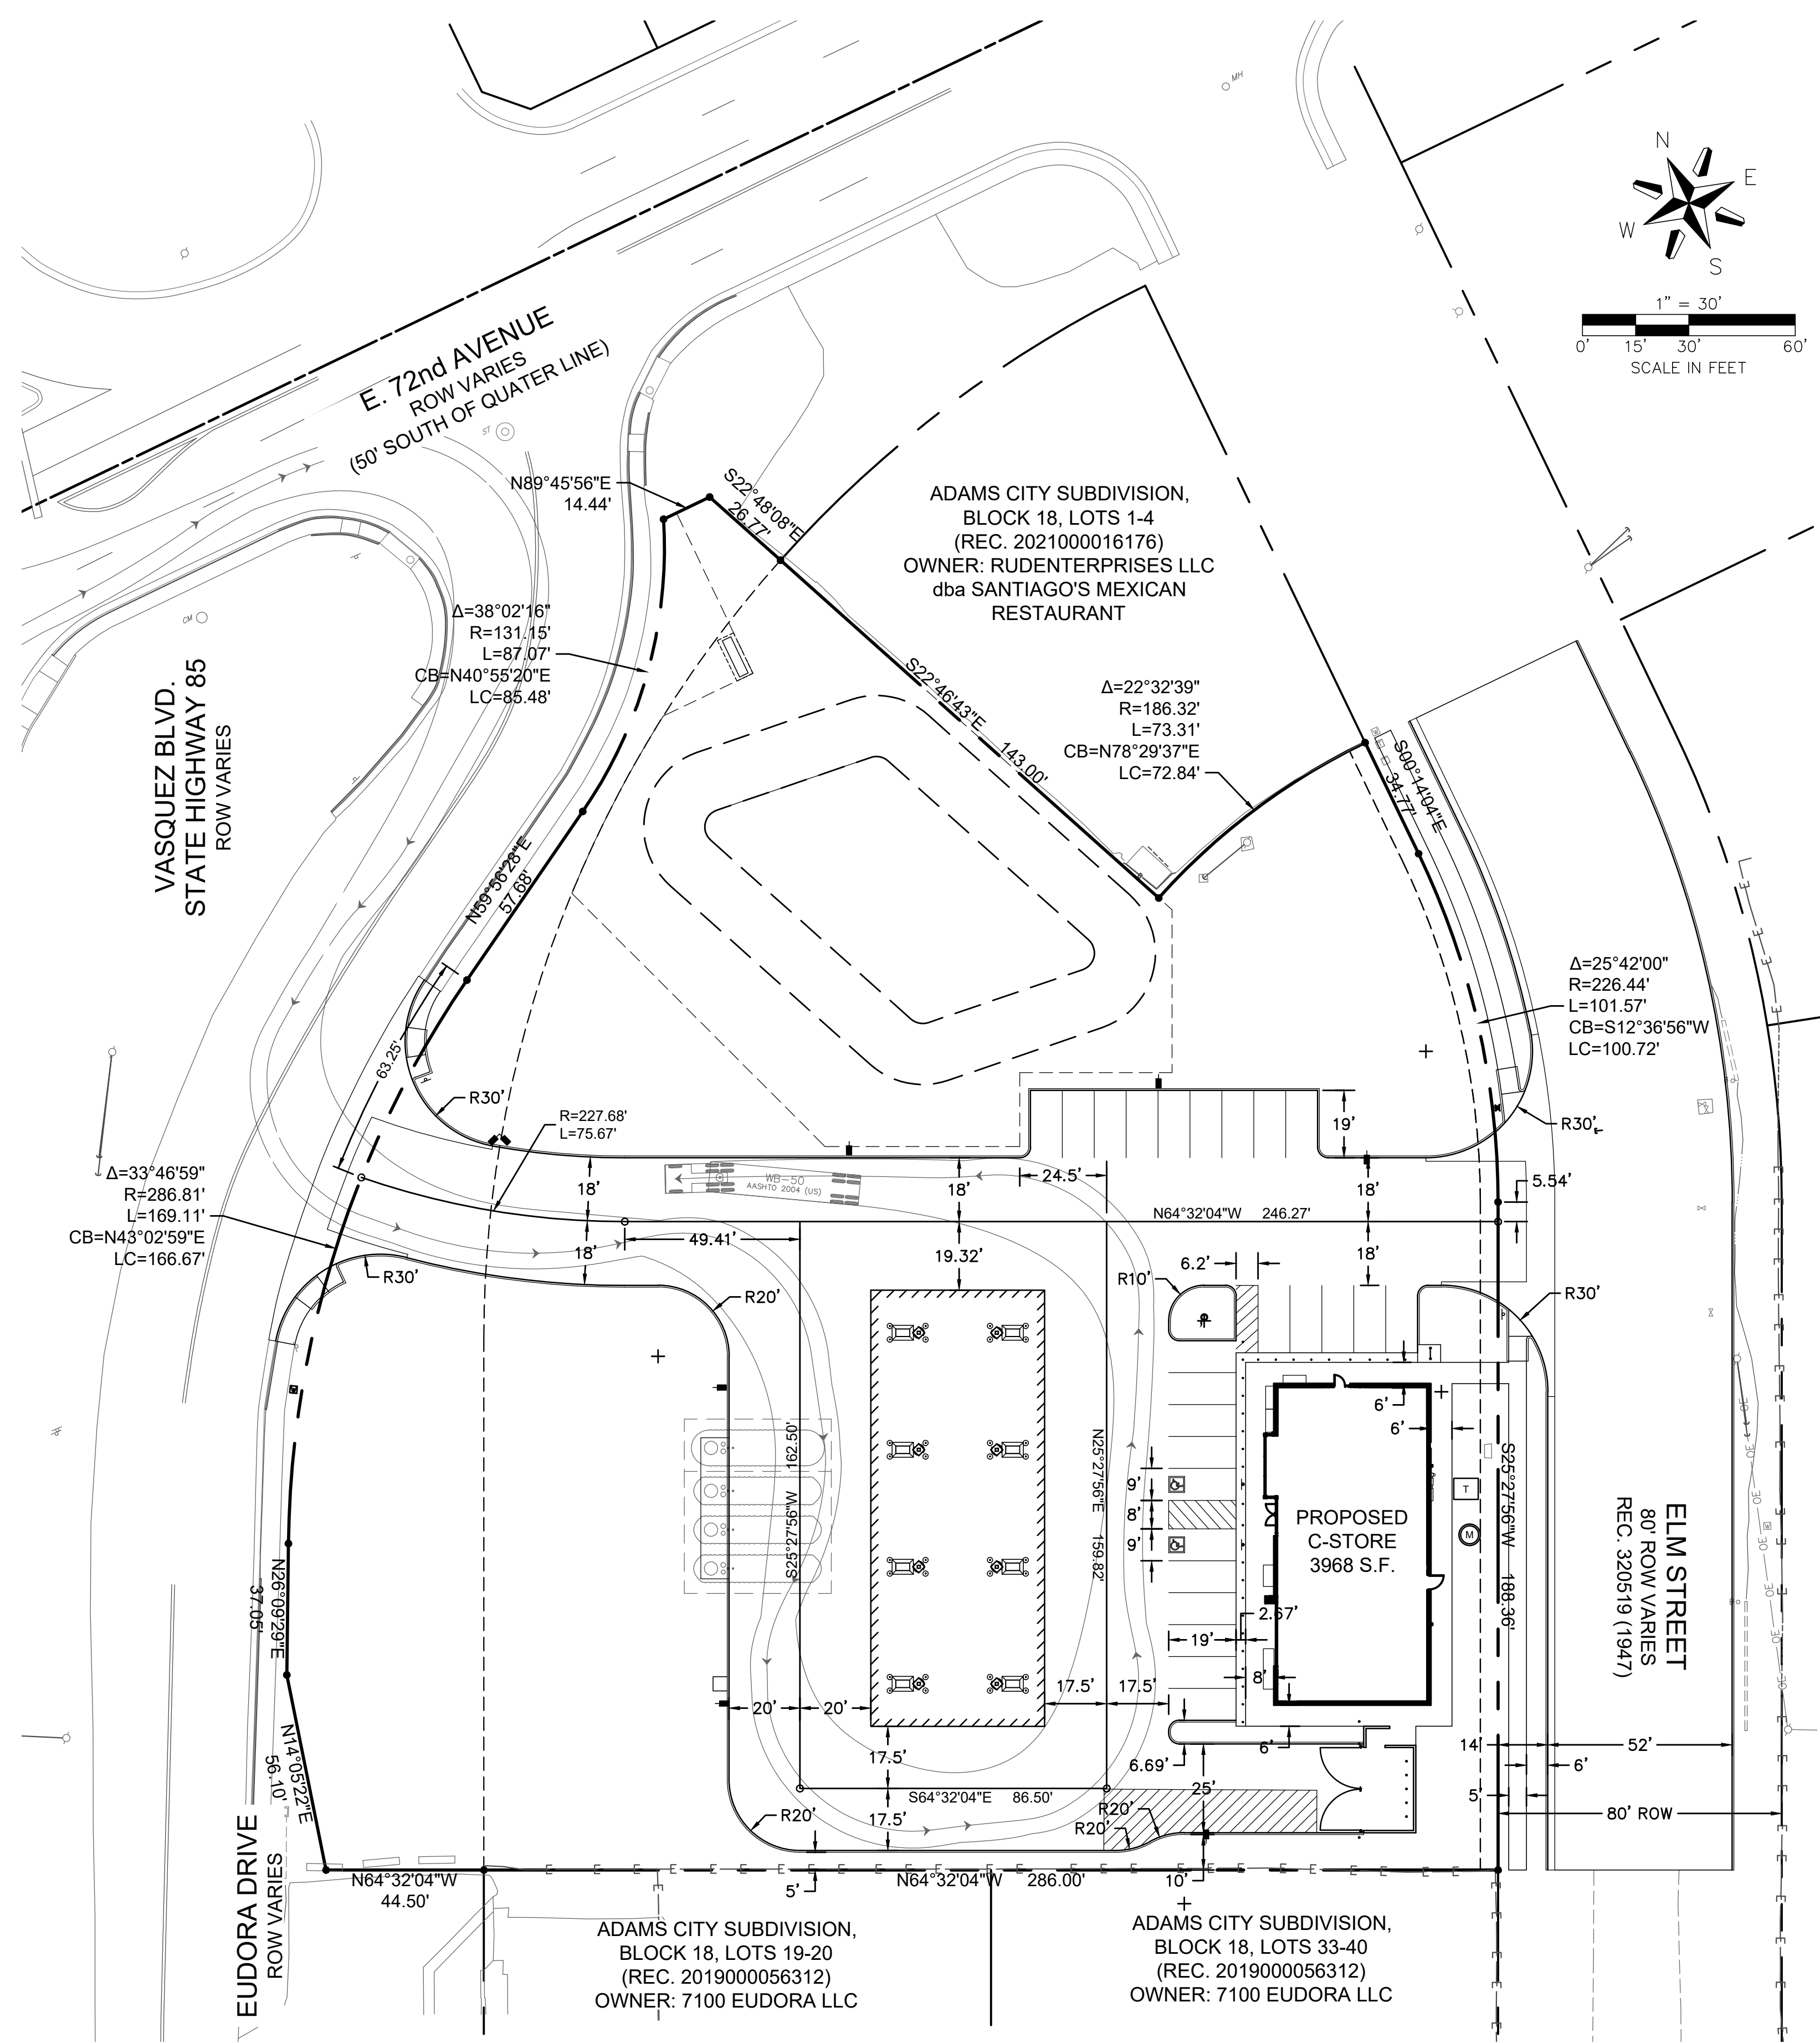 MH
N
E
W
S
1" = 30'
0' 15' 30' 60'
SCALE IN FEET
E. 72nd AVENUE
ROW VARIES
(50' SOUTH OF QUATER LINE)
ST
N89°45'56"E
14.44'
S22°48'08"E
26.77'
ADAMS CITY SUBDIVISION,
BLOCK 18, LOTS 1-4
(REC. 2021000016176)
OWNER: RUDENTERPRISES LLC
dba SANTIAGO'S MEXICAN
RESTAURANT
CM
Δ=38°02'16"
R=131.15'
L=87.07'
CB=N40°55'20"E
LC=85.48'
VASQUEZ BLVD.
STATE HIGHWAY 85
ROW VARIES
S22°46'43"E
143.00'
Δ=22°32'39"
R=186.32'
L=73.31'
CB=N78°29'37"E
LC=72.84'
S00°14'04"E
34.77'
N59°56'28"E
57.68'
Δ=25°42'00"
R=226.44'
L=101.57'
CB=S12°36'56"W
LC=100.72'
63.25'
R30'
R=227.68'
L=75.67'
19'
R30'
Δ=33°46'59"
R=286.81'
L=169.11'
CB=N43°02'59"E
LC=166.67'
WB-50
AASHTO 2004 (US)
18'
18'
24.5'
18'
5.54'
N64°32'04"W 246.27'
18'
49.41'
19.32'
18'
6.2'
R30'
R20'
R10'
R30'
6'
6'
S25°27'56"W 162.50'
N25°27'56"E 159.82'
9'
8'
9'
PROPOSED
C-STORE
3968 S.F.
T
M
S25°27'56"W 188.36'
ELM STREET
80' ROW VARIES
REC. 320519 (1947)
OE
OE
OE
OE
OE
N26°09'29"E
37.05'
2.67'
19'
8'
20'
20'
17.5'
17.5'
N14°05'22"E
56.10'
17.5'
6'
6.69'
14'
52'
6'
25'
5'
S64°32'04"E 86.50'
17.5'
R20'
R20'
R20'
80' ROW
EUDORA DRIVE
ROW VARIES
N64°32'04"W
44.50'
5'
N64°32'04"W 286.00'
10'
ADAMS CITY SUBDIVISION,
BLOCK 18, LOTS 19-20
(REC. 2019000056312)
OWNER: 7100 EUDORA LLC
ADAMS CITY SUBDIVISION,
BLOCK 18, LOTS 33-40
(REC. 2019000056312)
OWNER: 7100 EUDORA LLC